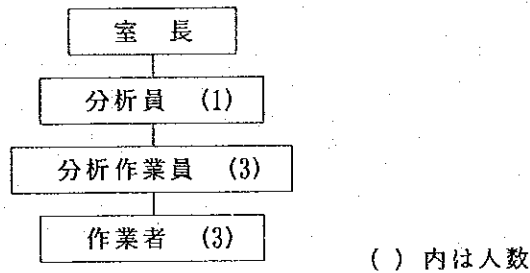 室 長
分析員 (1)
分析作業員 (3)
作業者 (3)
( ) 内は人数